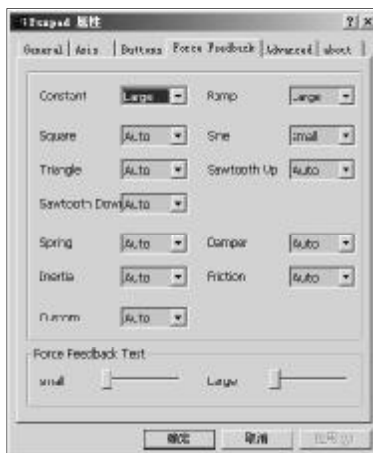 属性
General Axis Buttons Force Feedback Advanced about
Constant Large Ramp Large
Square Auto Sine small
Triangle Auto Sawtooth Up Auto
Sawtooth Down Auto
Spring Auto Damper Auto
Inertia Auto Friction Auto
Custom Auto
Force Feedback Test
small Large
确定 取消 应用(A)